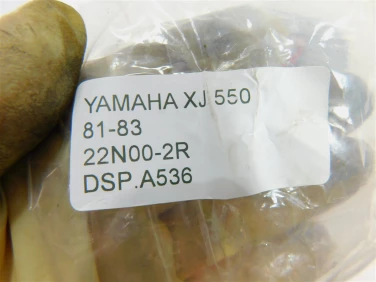 YAMAHA XJ 550
81-83
22N00-2R
DSP.A536